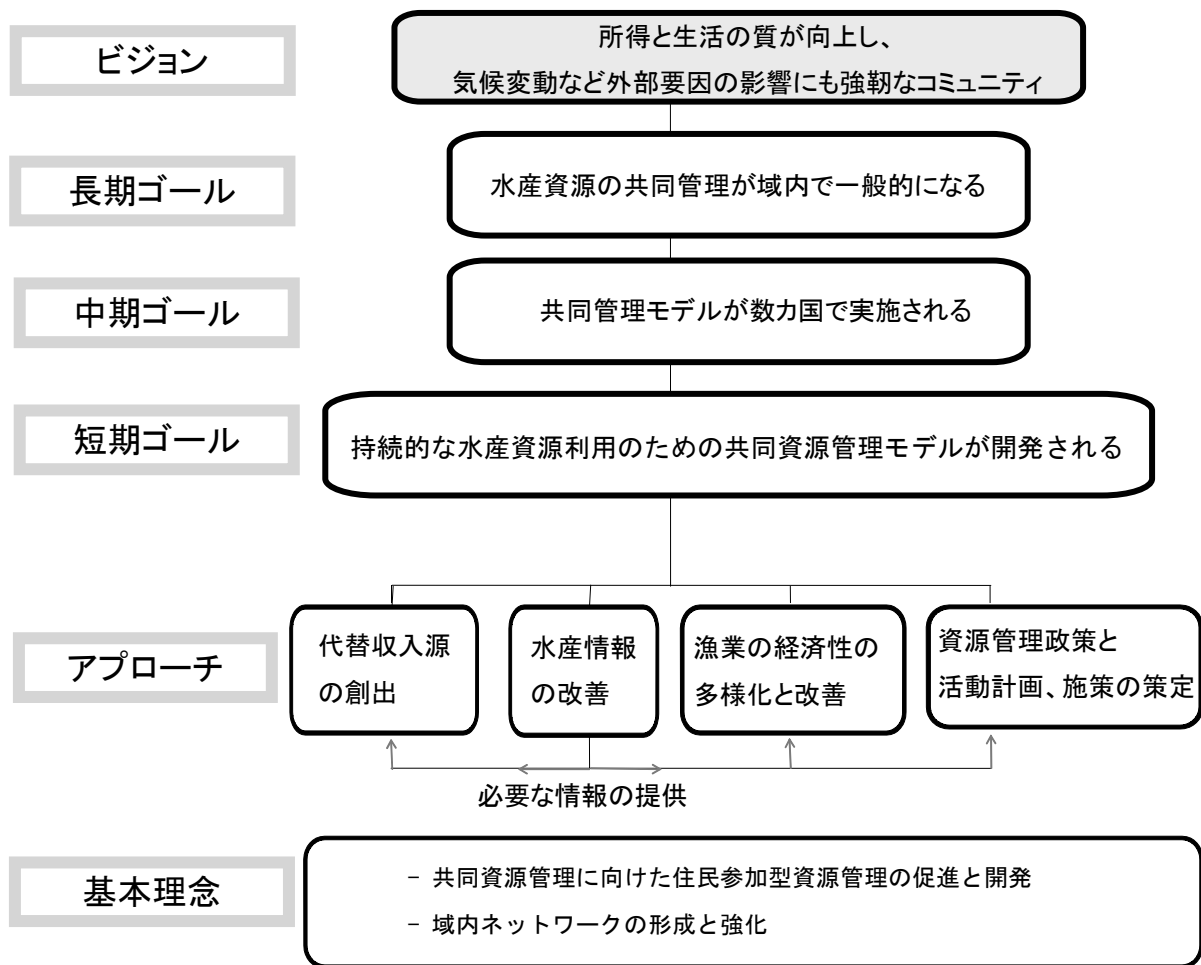 ビジョン
所得と生活の質が向上し、
気候変動など外部要因の影響にも強靭なコミュニティ
長期ゴール
水産資源の共同管理が域内で一般的になる
中期ゴール
共同管理モデルが数カ国で実施される
短期ゴール
持続的な水産資源利用のための共同資源管理モデルが開発される
アプローチ
代替収入源
の創出
水産情報
の改善
漁業の経済性の
多様化と改善
資源管理政策と
活動計画、施策の策定
必要な情報の提供
基本理念
- 共同資源管理に向けた住民参加型資源管理の促進と開発
- 域内ネットワークの形成と強化